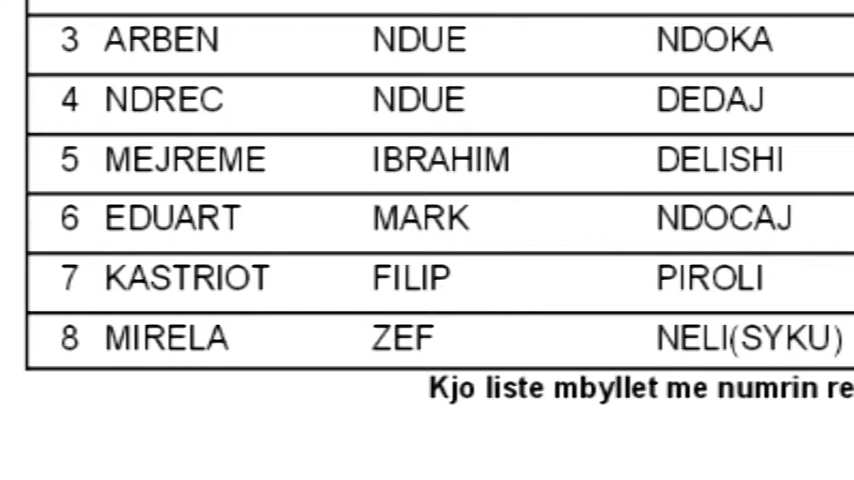 3 ARBEN NDUE NDOKA
4 NDREC NDUE DEDAJ
5 MEJREME IBRAHIM DELISHI
6 EDUART MARK NDOCAJ
7 KASTRIOT FILIP PIROLI
8 MIRELA ZEF NELI(SYKU)
Kjo liste mbyllet me numrin re